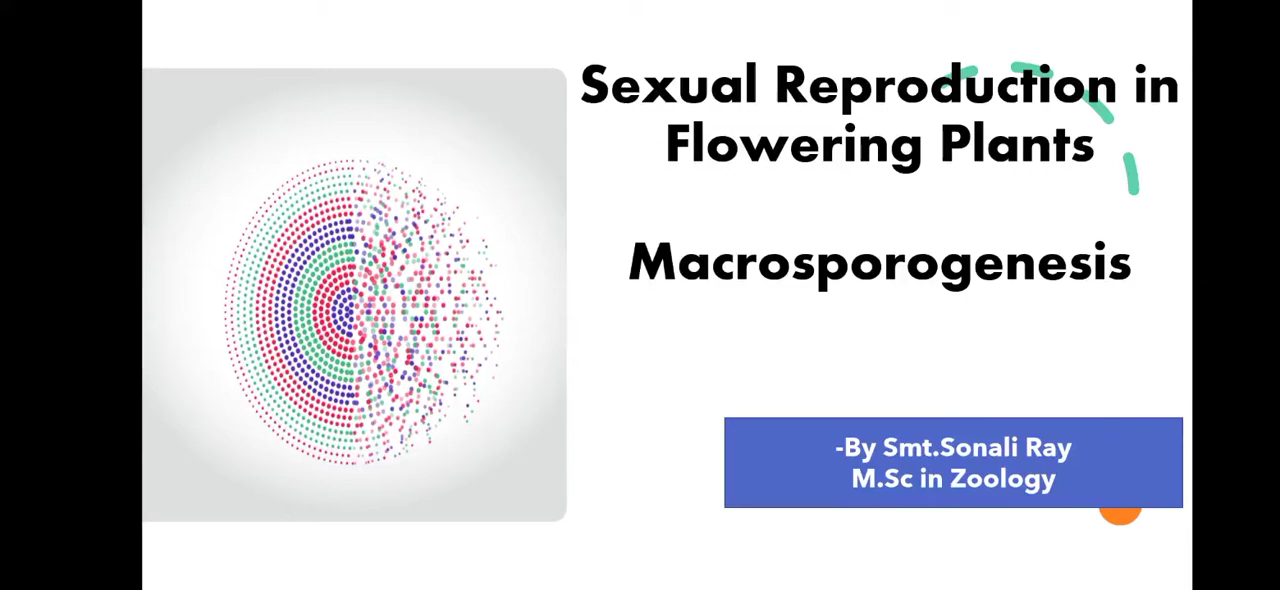 Sexual Reproduction in
Flowering Plants
Macrosporogenesis
-By Smt.Sonali Ray
M.Sc in Zoology